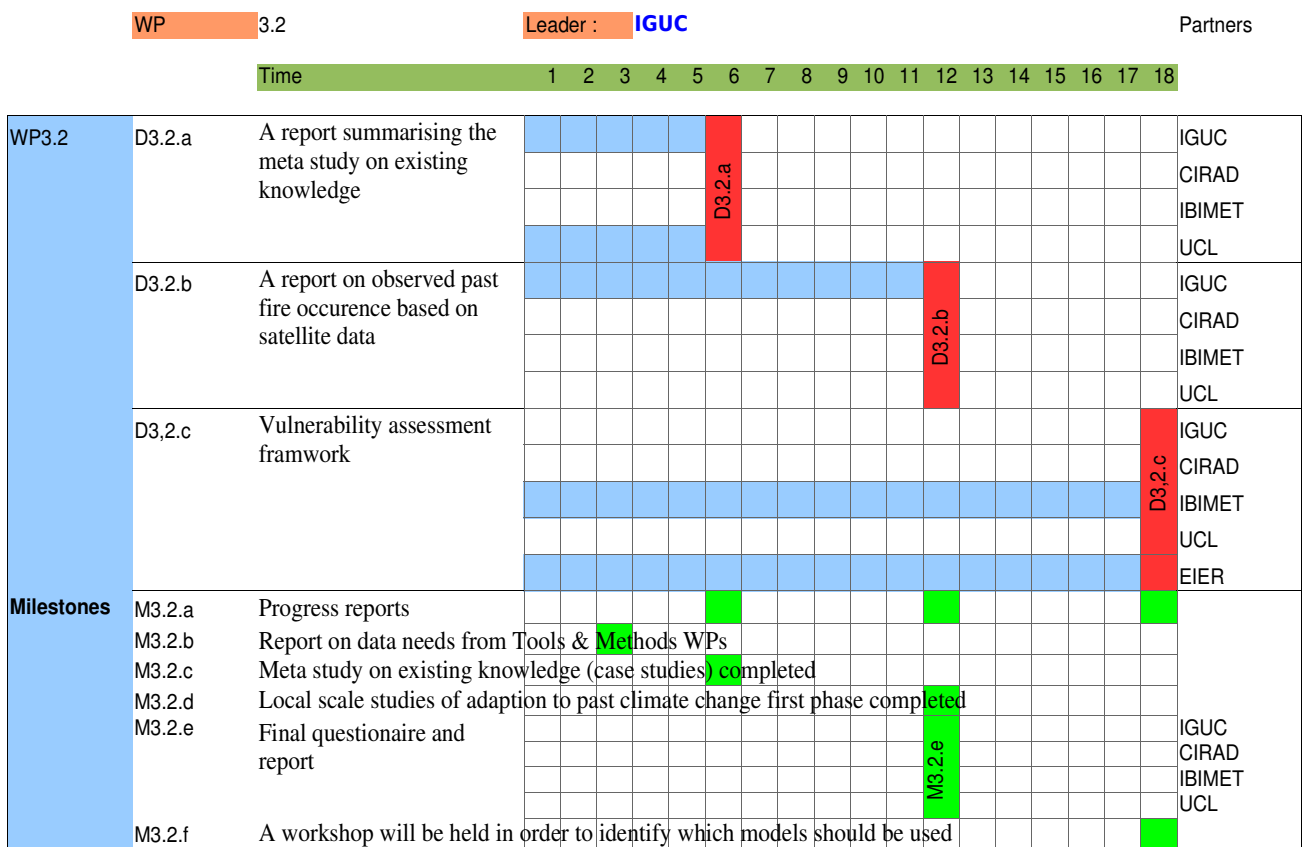 WP 3.2 Leader : IGUC Partners
Time 1 2 3 4 5 6 7 8 9 10 11 12 13 14 15 16 17 18
WP3.2 D3.2.a A report summarising the IGUC
meta study on existing CIRAD
knowledge D3.2.a IBIMET
UCL
D3.2.b A report on observed past IGUC
fire occurence based on CIRAD
satellite data D3.2.b IBIMET
UCL
D3,2.c Vulnerability assessment IGUC
framwork CIRAD
D3,2.c IBIMET
UCL
EIER
Milestones M3.2.a Progress reports
M3.2.b Report on data needs from Tools & Methods WPs
M3.2.c Meta study on existing knowledge (case studies) completed
M3.2.d Local scale studies of adaption to past climate change first phase completed
M3.2.e Final questionaire and IGUC
report M3.2.e CIRAD
IBIMET
UCL
M3.2.f A workshop will be held in order to identify which models should be used